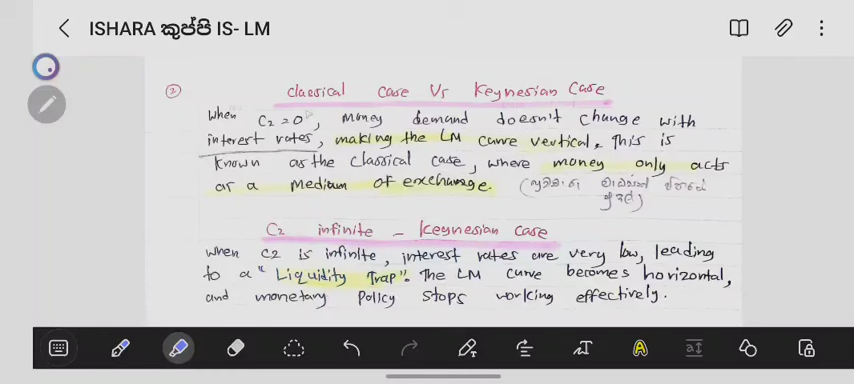 ISHARA කුප්පි IS- LM
② Classical Case Vs Keynesian Case
When C2 = 0, Money demand doesn't change with
interest rates, making the LM curve vertical. This is
known as the classical case, where money only acts
as a Medium of exchange.
C2 infinite - Keynesian Case
When C2 is infinite, interest rates are very low, leading
to a "Liquidity Trap". The LM curve becomes horizontal,
and monetary policy stops working effectively.